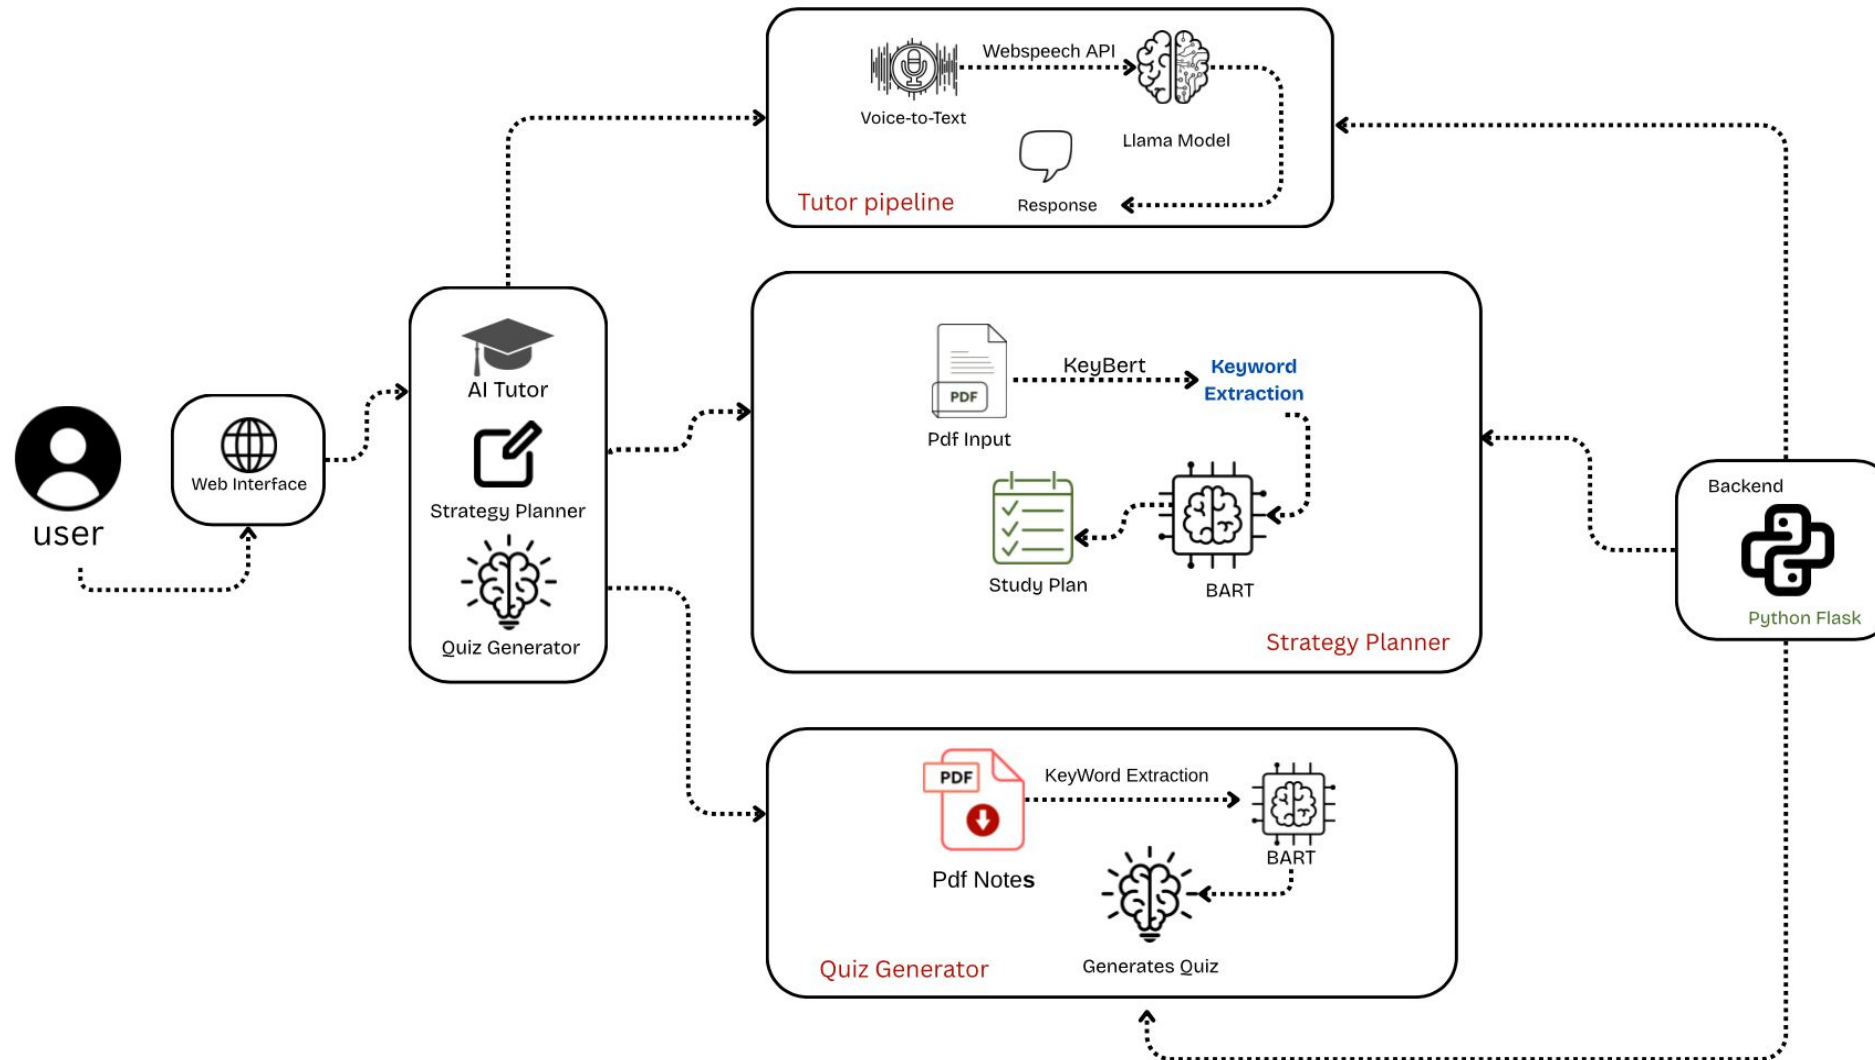 Webspeech API
Voice-to-Text
Llama Model
Response
Tutor pipeline
AI Tutor
Strategy Planner
Quiz Generator
Web Interface
user
PDF
KeyBert
Keyword
Extraction
Pdf Input
Study Plan
BART
Strategy Planner
Backend
Python Flask
PDF
KeyWord Extraction
BART
Pdf Notes
Generates Quiz
Quiz Generator